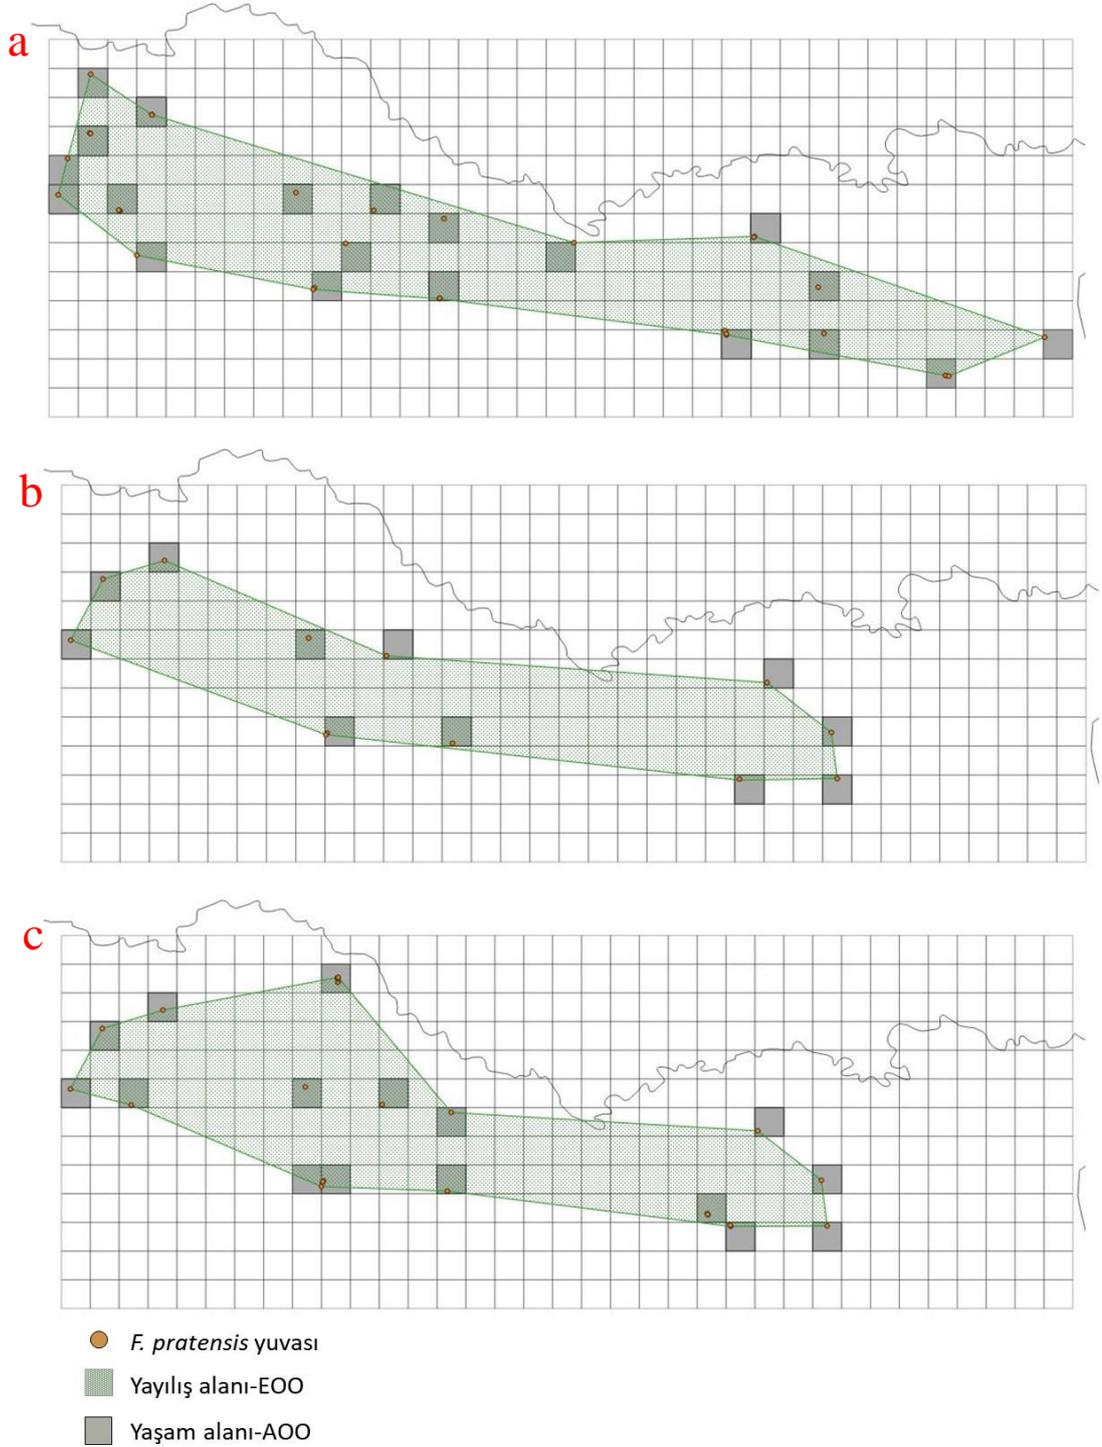 a
b
c
F. pratensis yuvası
Yayılış alanı-EOO
Yaşam alanı-AOO